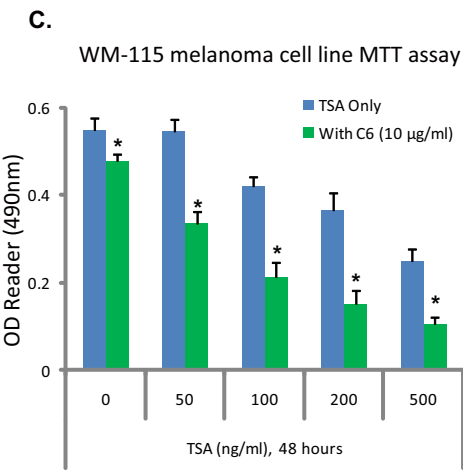 C.
WM-115 melanoma cell line MTT assay
TSA Only
With C6 (10 µg/ml)
OD Reader (490nm)
0.6
0.4
0.2
0
* * * * *
0 50 100 200 500
TSA (ng/ml), 48 hours